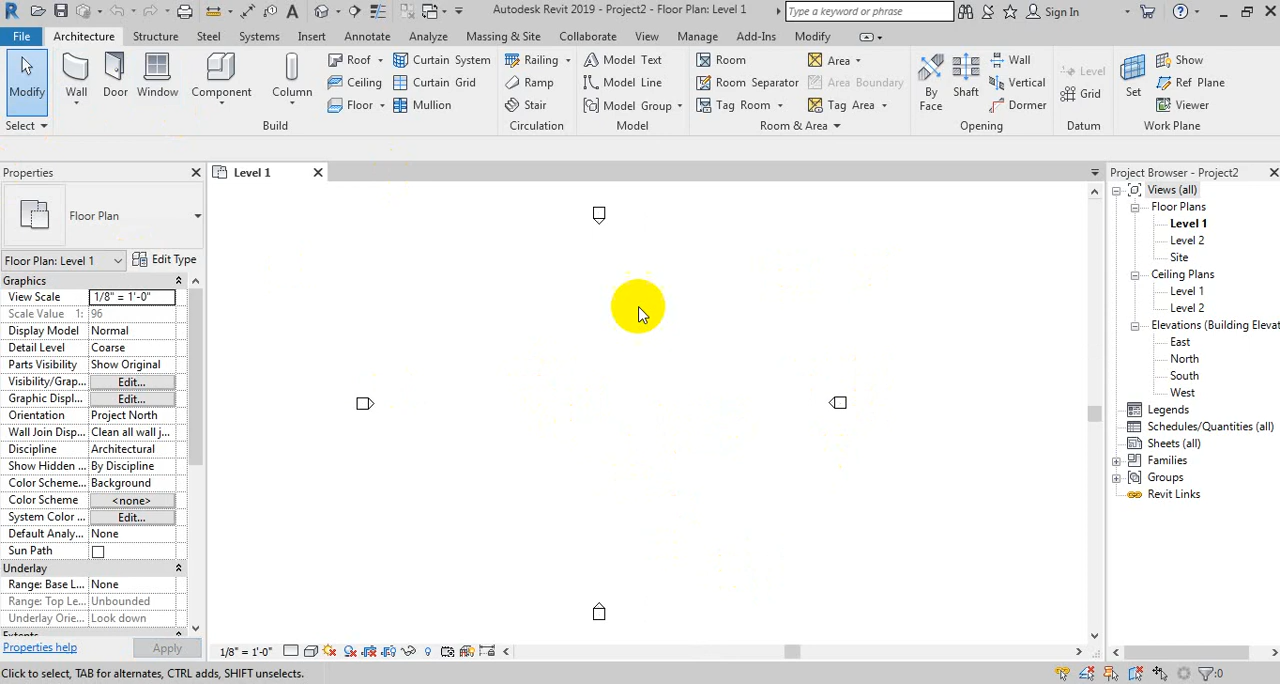 Autodesk Revit 2019 - Project2 - Floor Plan: Level 1
Type a keyword or phrase
Sign In
File Architecture Structure Steel Systems Insert Annotate Analyze Massing & Site Collaborate View Manage Add-Ins Modify
Modify
Wall
Door
Window
Component
Column
Roof
Ceiling
Floor
Curtain System
Curtain Grid
Mullion
Railing
Ramp
Stair
Model Text
Model Line
Model Group
Room
Room Separator
Tag Room
Area
Area Boundary
Tag Area
By Face
Shaft
Wall
Vertical
Dormer
Level
Grid
Set
Show
Ref Plane
Viewer
Select
Build
Circulation
Model
Room & Area
Opening
Datum
Work Plane
Properties
Level 1
Project Browser - Project2
Floor Plan
Floor Plan: Level 1
Edit Type
Graphics
View Scale 1/8" = 1'-0"
Scale Value 1: 96
Display Model Normal
Detail Level Coarse
Parts Visibility Show Original
Visibility/Grap... Edit...
Graphic Displ... Edit...
Orientation Project North
Wall Join Disp... Clean all wall j...
Discipline Architectural
Show Hidden ... By Discipline
Color Scheme... Background
Color Scheme <none>
System Color ... Edit...
Default Analy... None
Sun Path
Underlay
Range: Base L... None
Range: Top Le... Unbounded
Underlay Orie... Look down
Extents
Properties help
Apply
Views (all)
Floor Plans
Level 1
Level 2
Site
Ceiling Plans
Level 1
Level 2
Elevations (Building Elevat
East
North
South
West
Legends
Schedules/Quantities (all)
Sheets (all)
Families
Groups
Revit Links
1/8" = 1'-0"
Click to select, TAB for alternates, CTRL adds, SHIFT unselects.
:0